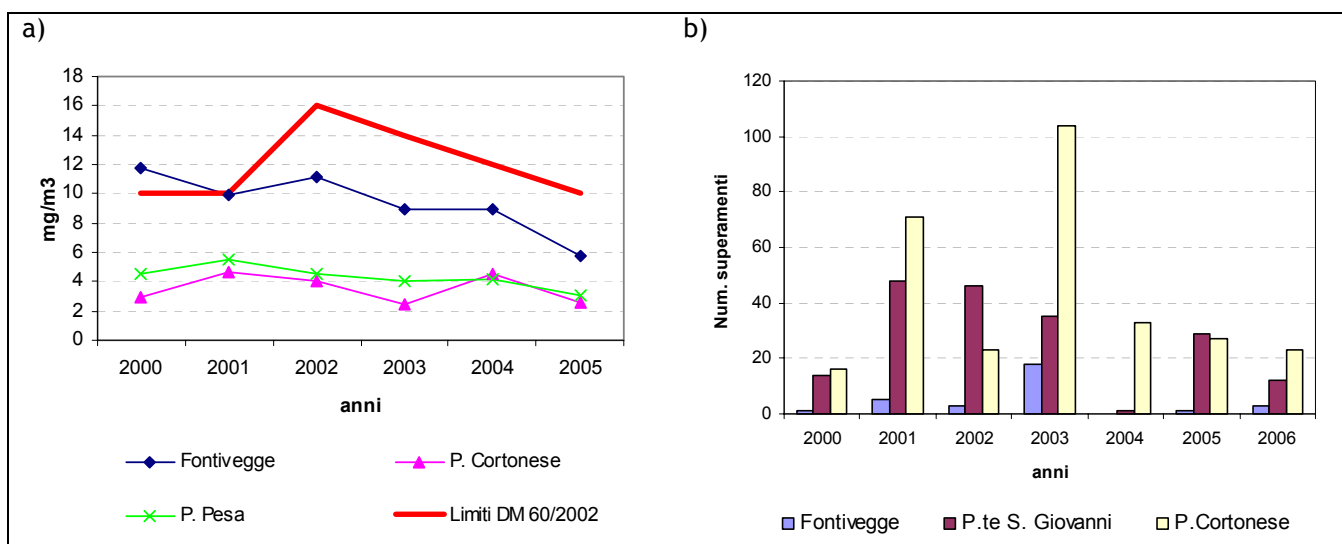 a)
mg/m3
18
16
14
12
10
8
6
4
2
0
2000 2001 2002 2003 2004 2005
anni
Fontivegge P. Cortonese
P. Pesa Limiti DM 60/2002
b)
Num. superamenti
120
100
80
60
40
20
0
2000 2001 2002 2003 2004 2005 2006
anni
Fontivegge P.te S. Giovanni P.Cortonese